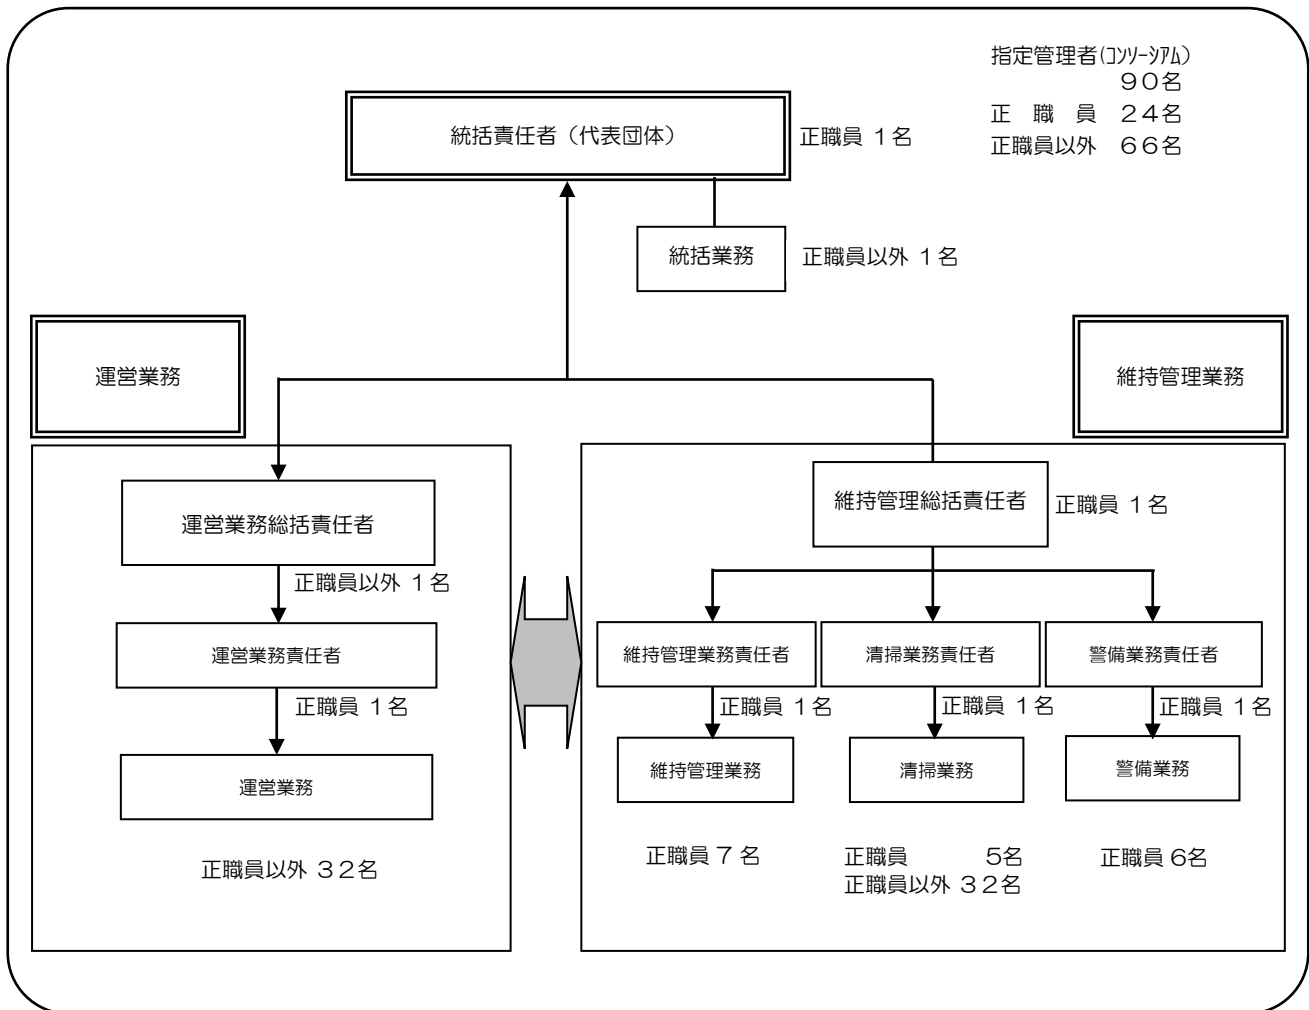 指定管理者(ｺﾝｿｰｼｱﾑ)
９０名
正　職　員　２４名
正職員以外　６６名
統括責任者（代表団体）
正職員 １名
統括業務
正職員以外 １名
運営業務
維持管理業務
運営業務総括責任者
正職員以外 １名
運営業務責任者
正職員 １名
運営業務
正職員以外 ３２名
維持管理総括責任者
正職員 １名
維持管理業務責任者
正職員 １名
維持管理業務
正職員 ７ 名
清掃業務責任者
正職員 １名
清掃業務
正職員　　　 ５名
正職員以外 ３２名
警備業務責任者
正職員 １名
警備業務
正職員 ６名